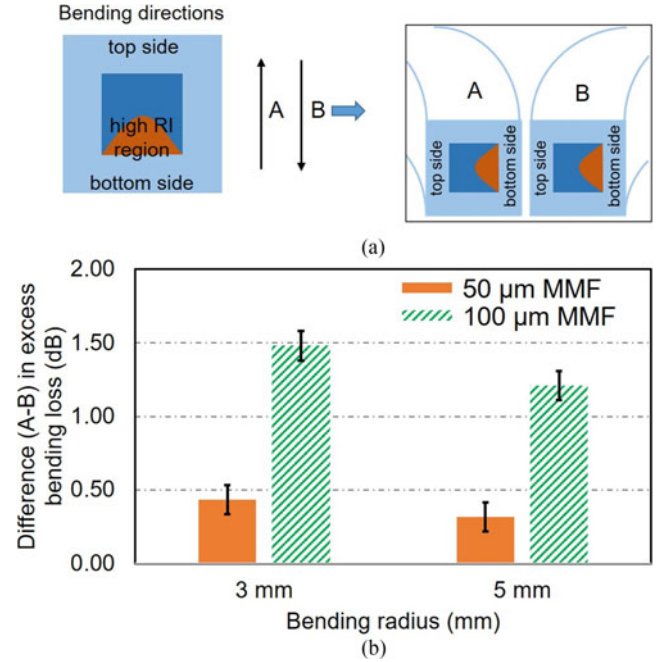 Bending directions
top side
high RI
region
bottom side
A
B
A
B
top side
bottom side
top side
bottom side
(a)
Difference (A-B) in excess
bending loss (dB)
2.00
1.50
1.00
0.50
0.00
50 μm MMF
100 μm MMF
3 mm
5 mm
Bending radius (mm)
(b)